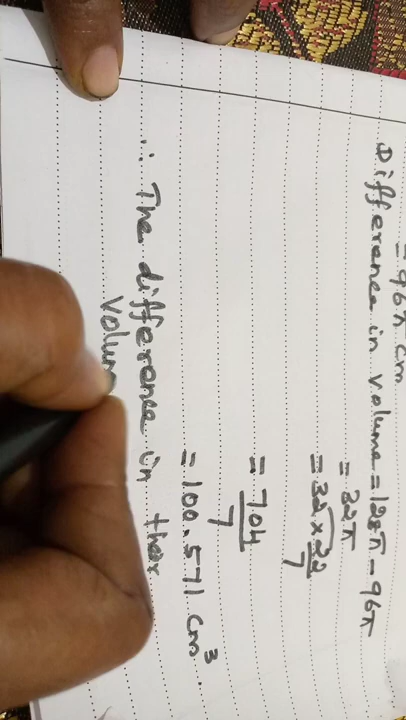 = 96π cm
Difference in volume = 128π - 96π
= 32π
= 32 × 22/7
= 704/7
= 100.571 cm³.
∴ The difference in their
volum